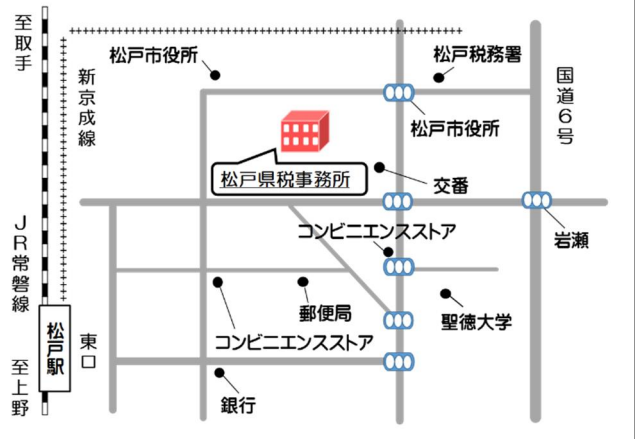 至取手
新京成線
松戸市役所
松戸税務署
国道6号
松戸市役所
松戸県税事務所
交番
岩瀬
コンビニエンスストア
JR常磐線
郵便局
聖徳大学
コンビニエンスストア
松戸駅
東口
至上野
銀行